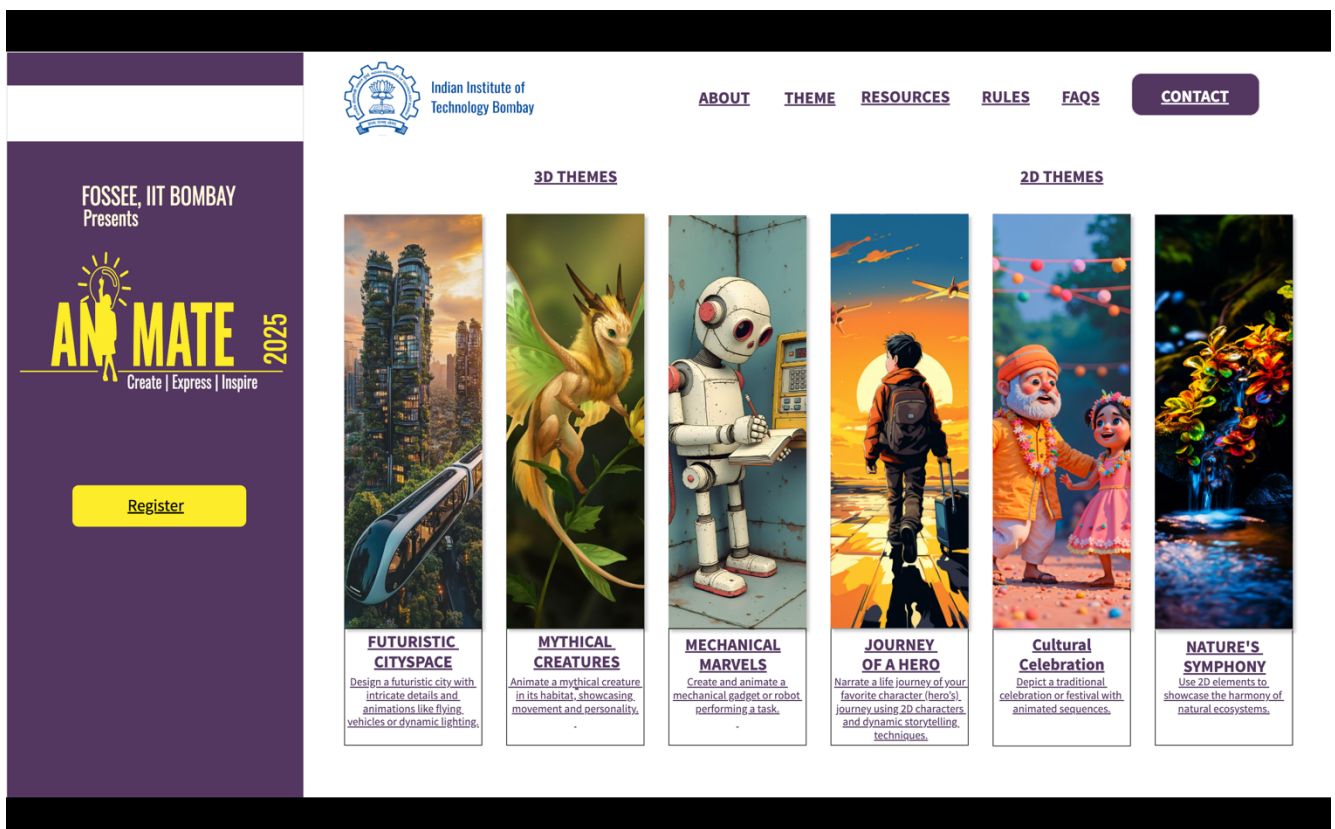 Indian Institute of
Technology Bombay
ABOUT THEME RESOURCES RULES FAQS CONTACT
FOSSEE, IIT BOMBAY
Presents
ANIMATE 2025
Create | Express | Inspire
Register
3D THEMES
2D THEMES
FUTURISTIC
CITYSPACE
Design a futuristic city with
intricate details and
animations like flying
vehicles or dynamic lighting.
MYTHICAL
CREATURES
Animate a mythical creature
in its habitat, showcasing
movement and personality.
MECHANICAL
MARVELS
Create and animate a
mechanical gadget or robot
performing a task.
JOURNEY
OF A HERO
Narrate a life journey of your
favorite character (hero's)
journey using 2D characters
and dynamic storytelling
techniques.
Cultural
Celebration
Depict a traditional
celebration or festival with
animated sequences.
NATURE'S
SYMPHONY
Use 2D elements to
showcase the harmony of
natural ecosystems.